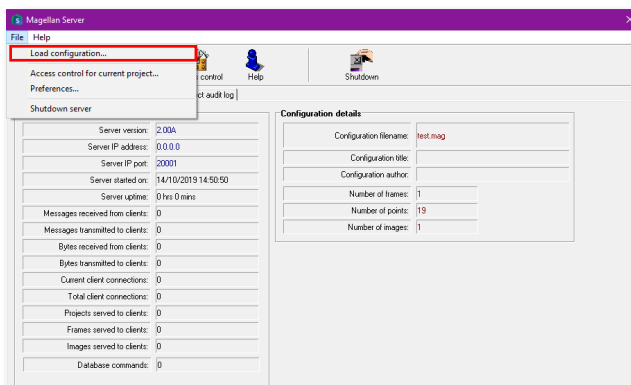 Magellan Server
File Help
Load configuration...
Access control for current project...
Preferences...
Shutdown server
control
Help
Shutdown
ct audit log
Server version: 2.00A
Server IP address: 0.0.0.0
Server IP port: 20001
Server started on: 14/10/2019 14:50:50
Server uptime: 0 hrs 0 mins
Messages received from clients: 0
Messages transmitted to clients: 0
Bytes received from clients: 0
Bytes transmitted to clients: 0
Current client connections: 0
Total client connections: 0
Projects served to clients: 0
Frames served to clients: 0
Images served to clients: 0
Database commands: 0
Configuration details
Configuration filename: test.mag
Configuration title:
Configuration author:
Number of frames: 1
Number of points: 19
Number of images: 1